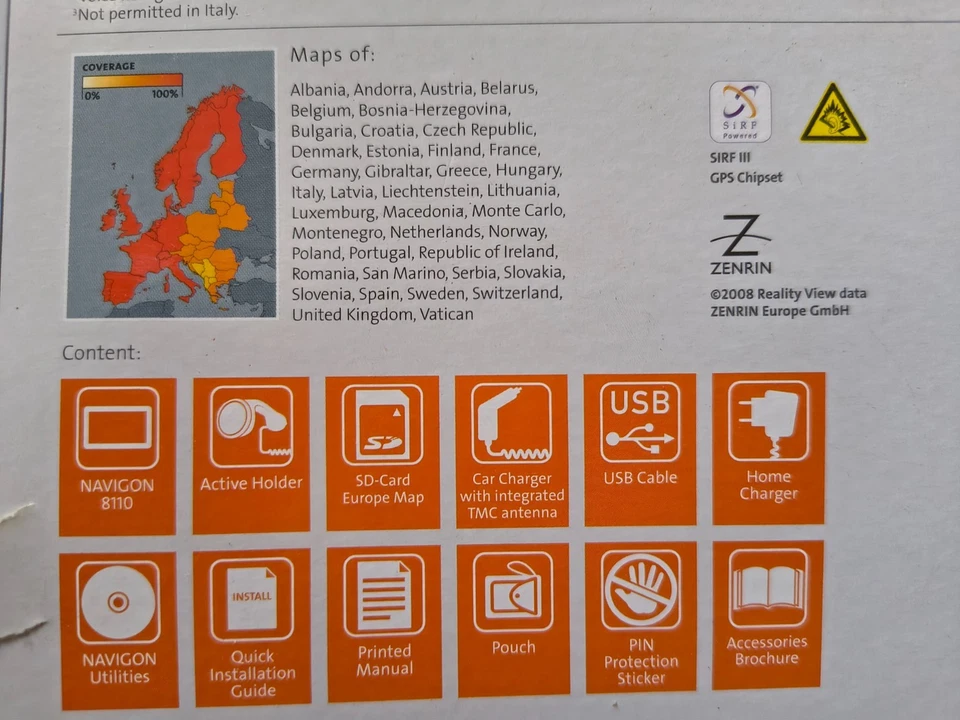 ³Not permitted in Italy.
COVERAGE
0% 100%
Maps of:
Albania, Andorra, Austria, Belarus,
Belgium, Bosnia-Herzegovina,
Bulgaria, Croatia, Czech Republic,
Denmark, Estonia, Finland, France,
Germany, Gibraltar, Greece, Hungary,
Italy, Latvia, Liechtenstein, Lithuania,
Luxemburg, Macedonia, Monte Carlo,
Montenegro, Netherlands, Norway,
Poland, Portugal, Republic of Ireland,
Romania, San Marino, Serbia, Slovakia,
Slovenia, Spain, Sweden, Switzerland,
United Kingdom, Vatican
SiRF
Powered
SIRF III
GPS Chipset
Z
ZENRIN
©2008 Reality View data
ZENRIN Europe GmbH
Content:
NAVIGON
8110
Active Holder
SD
SD-Card
Europe Map
Car Charger
with integrated
TMC antenna
USB
USB Cable
Home
Charger
NAVIGON
Utilities
INSTALL
Quick
Installation
Guide
Printed
Manual
Pouch
PIN
Protection
Sticker
Accessories
Brochure